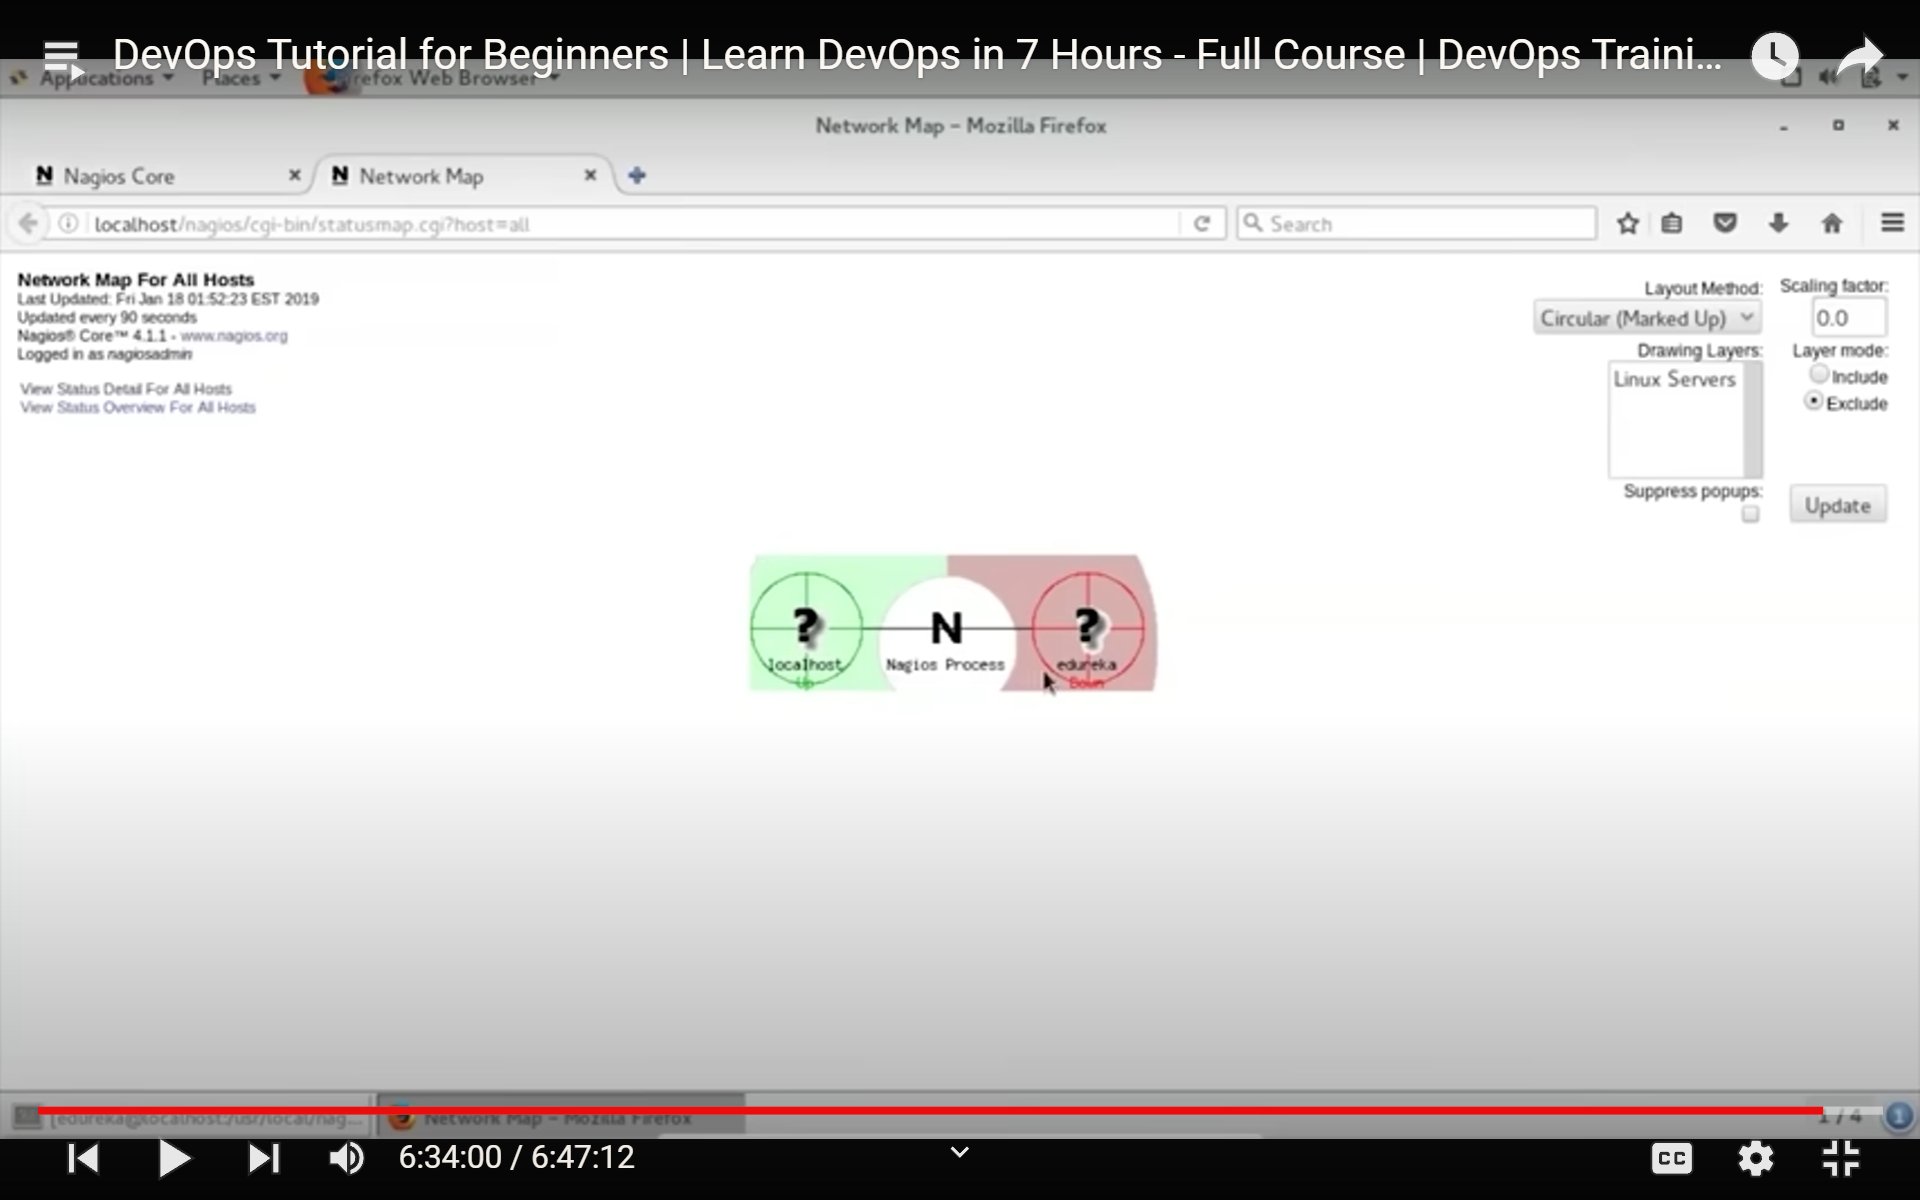 DevOps Tutorial for Beginners | Learn DevOps in 7 Hours - Full Course | DevOps Traini...
Applications Places Firefox Web Browser
Network Map - Mozilla Firefox
N Nagios Core N Network Map
localhost/nagios/cgi-bin/statusmap.cgi?host=all Search
Network Map For All Hosts
Last Updated: Fri Jan 18 01:52:23 EST 2019
Updated every 90 seconds
Nagios® Core™ 4.1.1 - www.nagios.org
Logged in as nagiosadmin
View Status Detail For All Hosts
View Status Overview For All Hosts
Layout Method: Scaling factor:
Circular (Marked Up) 0.0
Drawing Layers: Layer mode:
Linux Servers Include
Exclude
Suppress popups:
Update
? N ?
localhost Nagios Process edureka
Up Down
[edureka@localhost:/usr/local/nag... Network Map - Mozilla Firefox 1 / 4 1
6:34:00 / 6:47:12 CC